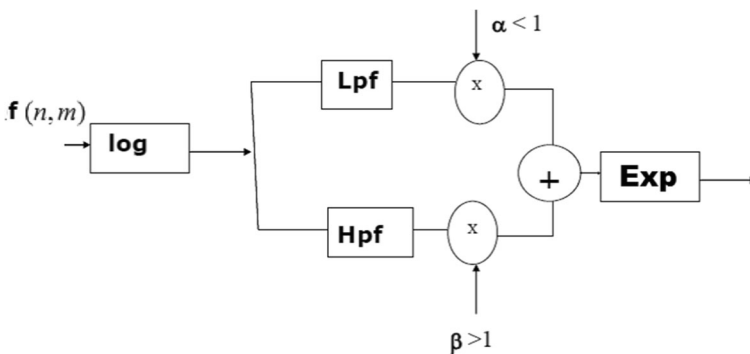 α < 1
Lpf
x
.f (n,m)
log
+
Exp
Hpf
x
β >1